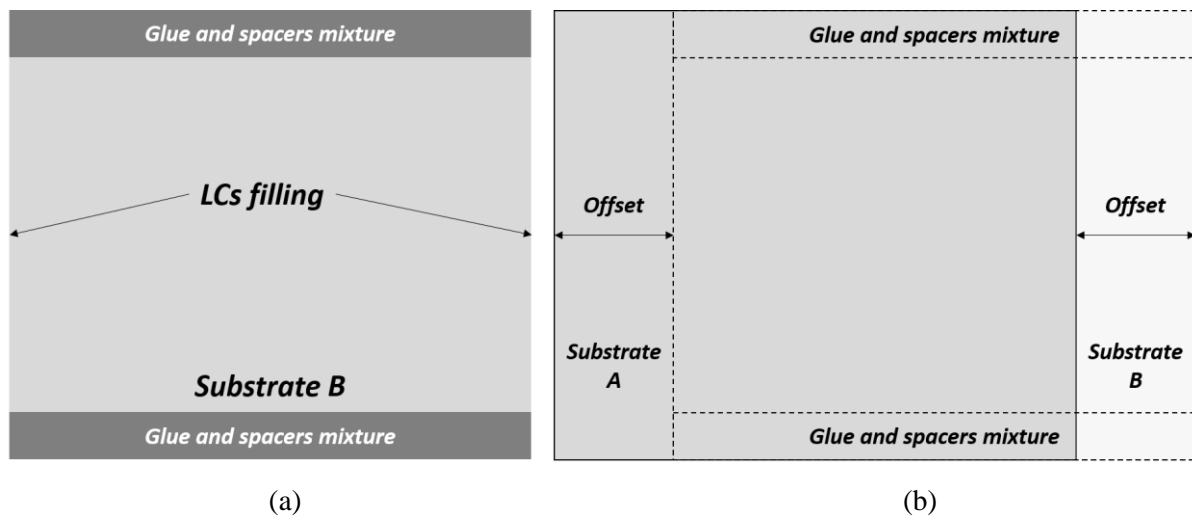 Glue and spacers mixture
LCs filling
Substrate B
Glue and spacers mixture
(a)
Glue and spacers mixture
Offset
Offset
Substrate
A
Substrate
B
Glue and spacers mixture
(b)